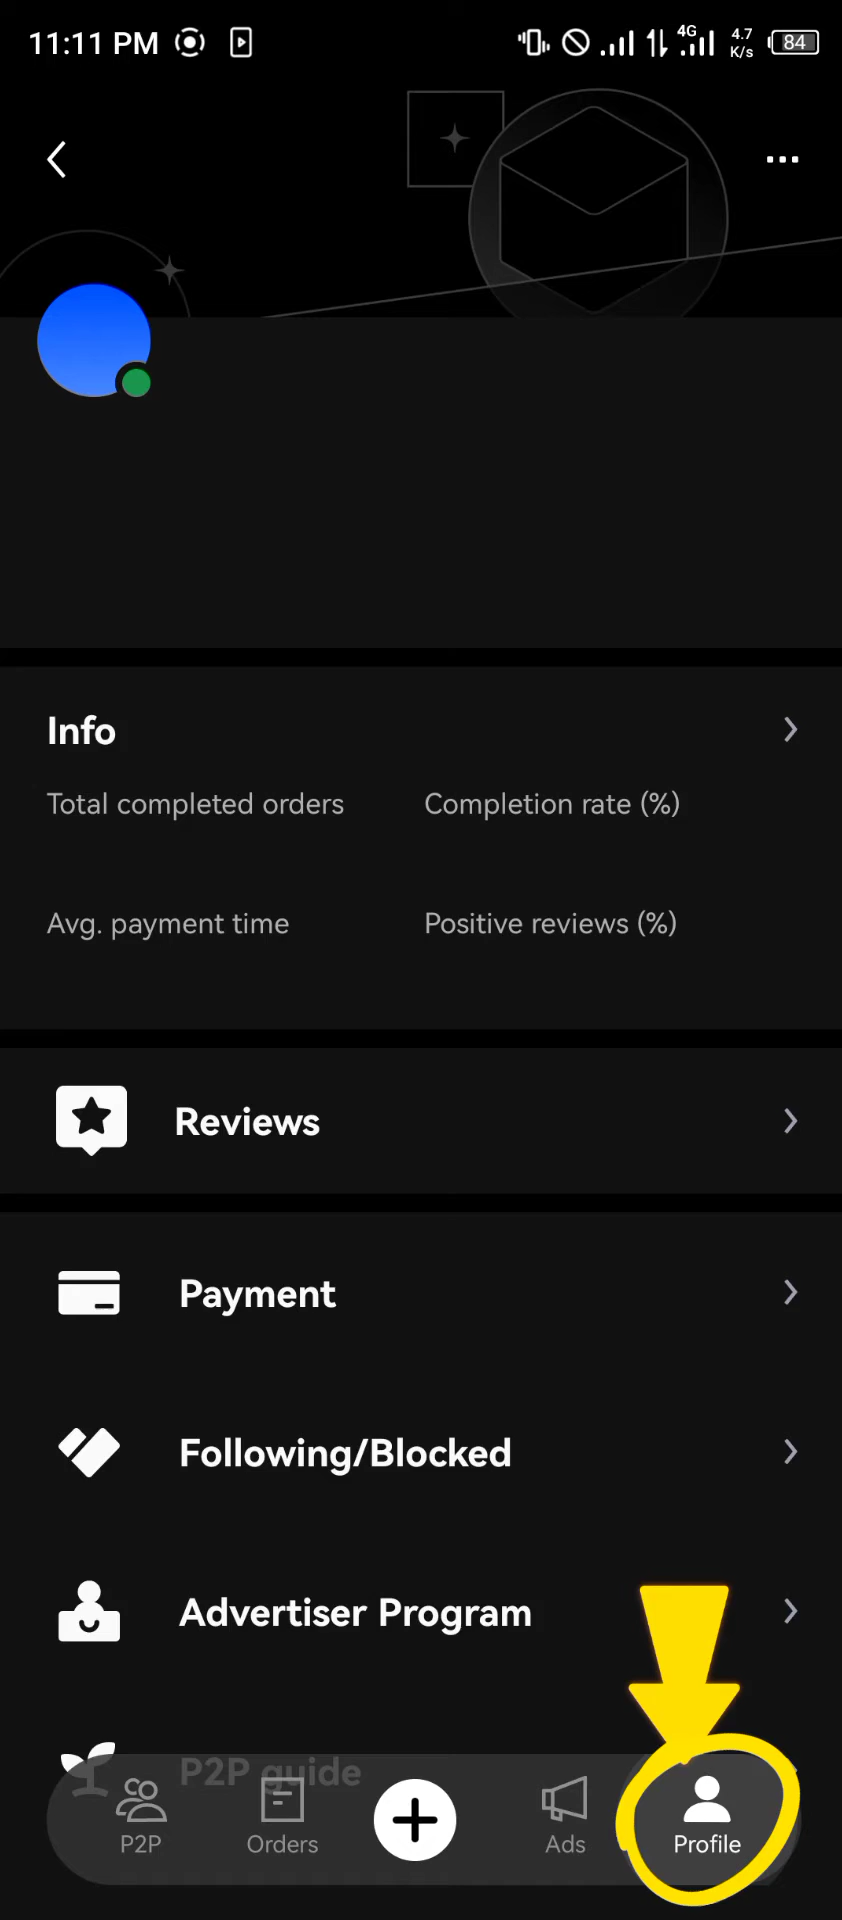 11:11 PM 4G 4.7 K/s 84
Info
Total completed orders Completion rate (%)
Avg. payment time Positive reviews (%)
Reviews
Payment
Following/Blocked
Advertiser Program
P2P guide
P2P Orders Ads Profile